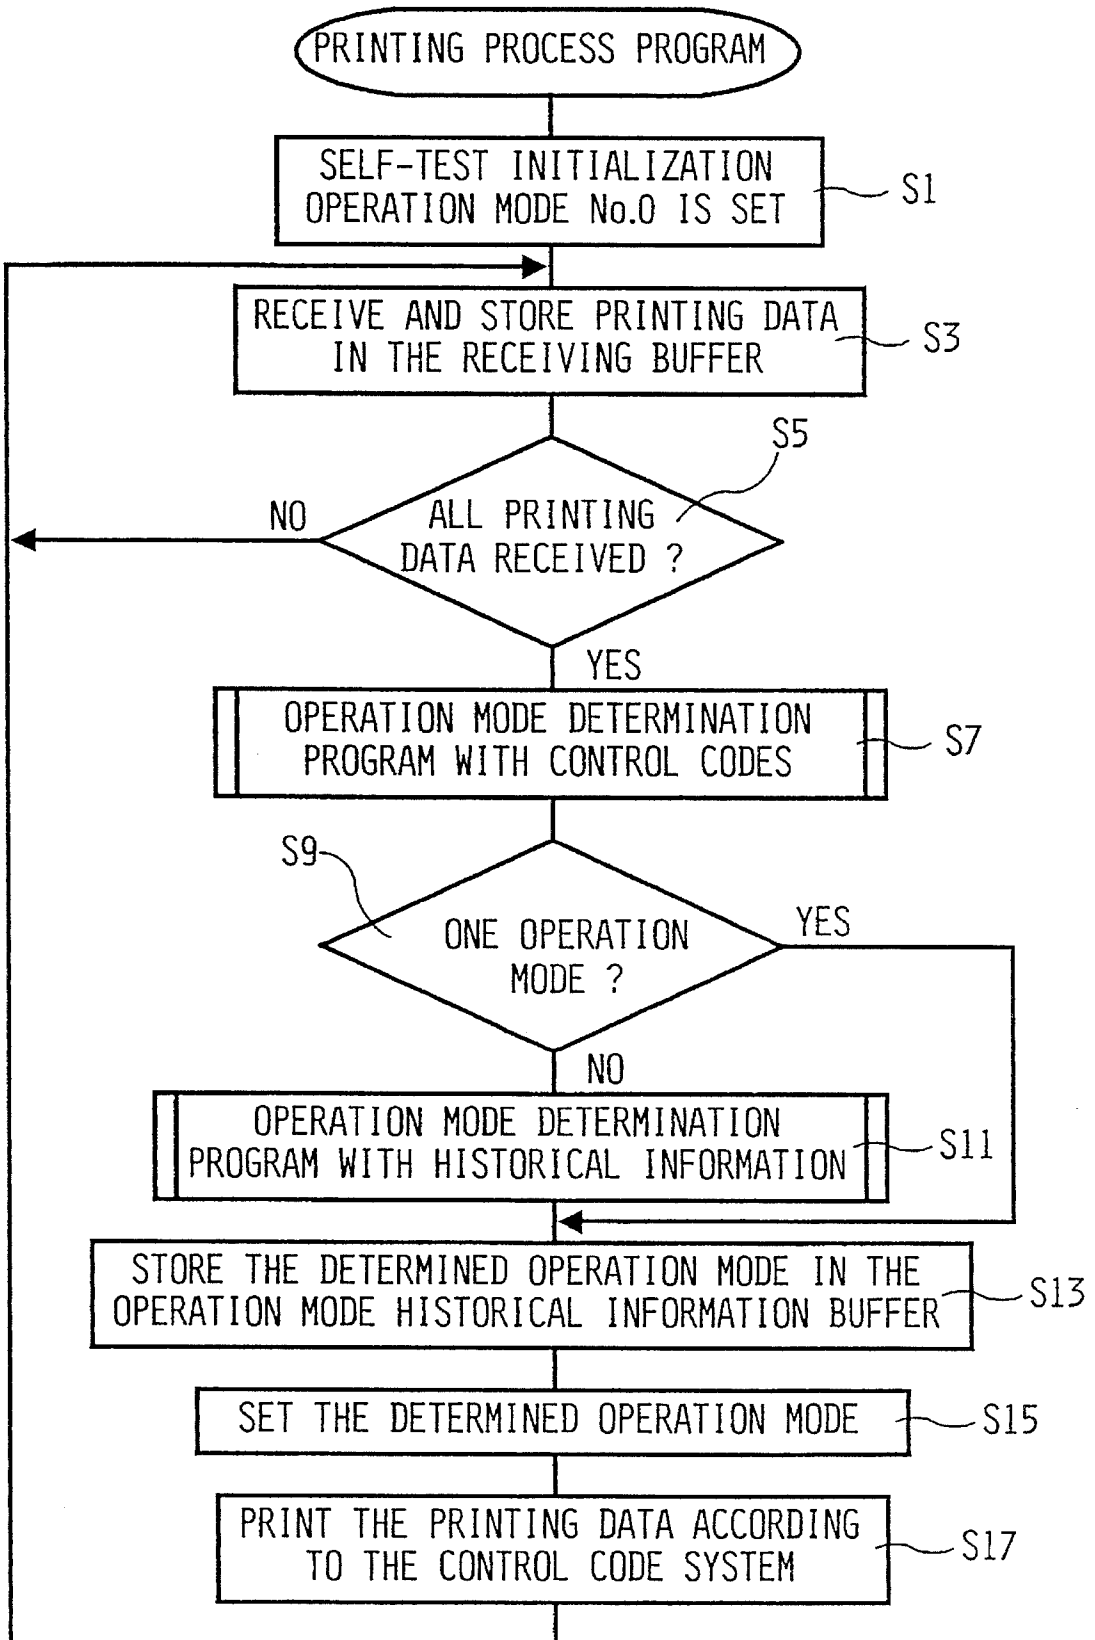 PRINTING PROCESS PROGRAM
SELF-TEST INITIALIZATION
OPERATION MODE No.0 IS SET
S1
RECEIVE AND STORE PRINTING DATA
IN THE RECEIVING BUFFER
S3
S5
ALL PRINTING
DATA RECEIVED ?
NO
YES
OPERATION MODE DETERMINATION
PROGRAM WITH CONTROL CODES
S7
S9
ONE OPERATION
MODE ?
YES
NO
OPERATION MODE DETERMINATION
PROGRAM WITH HISTORICAL INFORMATION
S11
STORE THE DETERMINED OPERATION MODE IN THE
OPERATION MODE HISTORICAL INFORMATION BUFFER
S13
SET THE DETERMINED OPERATION MODE
S15
PRINT THE PRINTING DATA ACCORDING
TO THE CONTROL CODE SYSTEM
S17